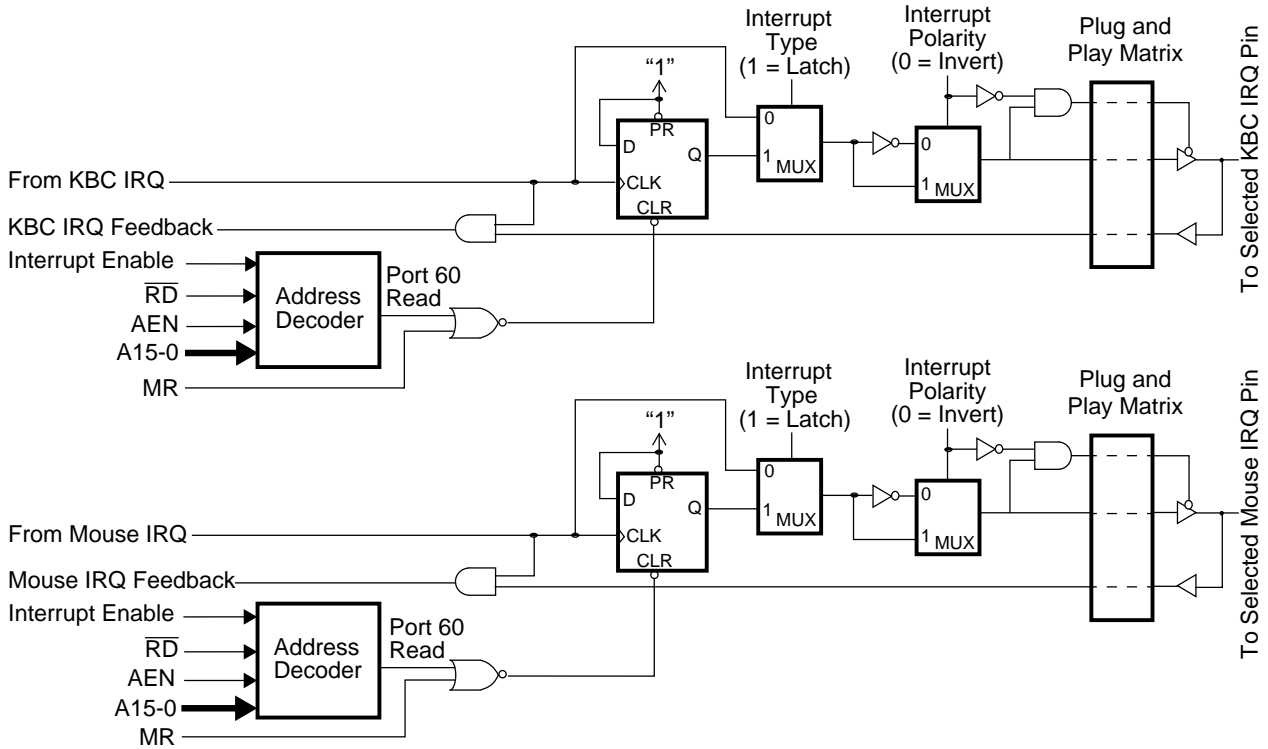 Interrupt
Type
(1 = Latch)
Interrupt
Polarity
(0 = Invert)
Plug and
Play Matrix
“1”
PR
D
Q
CLK
CLR
0
1
MUX
0
1
MUX
From KBC IRQ
KBC IRQ Feedback
Interrupt Enable
RD
AEN
A15-0
MR
Address
Decoder
Port 60
Read
To Selected KBC IRQ Pin
Interrupt
Type
(1 = Latch)
Interrupt
Polarity
(0 = Invert)
Plug and
Play Matrix
“1”
PR
D
Q
CLK
CLR
0
1
MUX
0
1
MUX
From Mouse IRQ
Mouse IRQ Feedback
Interrupt Enable
RD
AEN
A15-0
MR
Address
Decoder
Port 60
Read
To Selected Mouse IRQ Pin